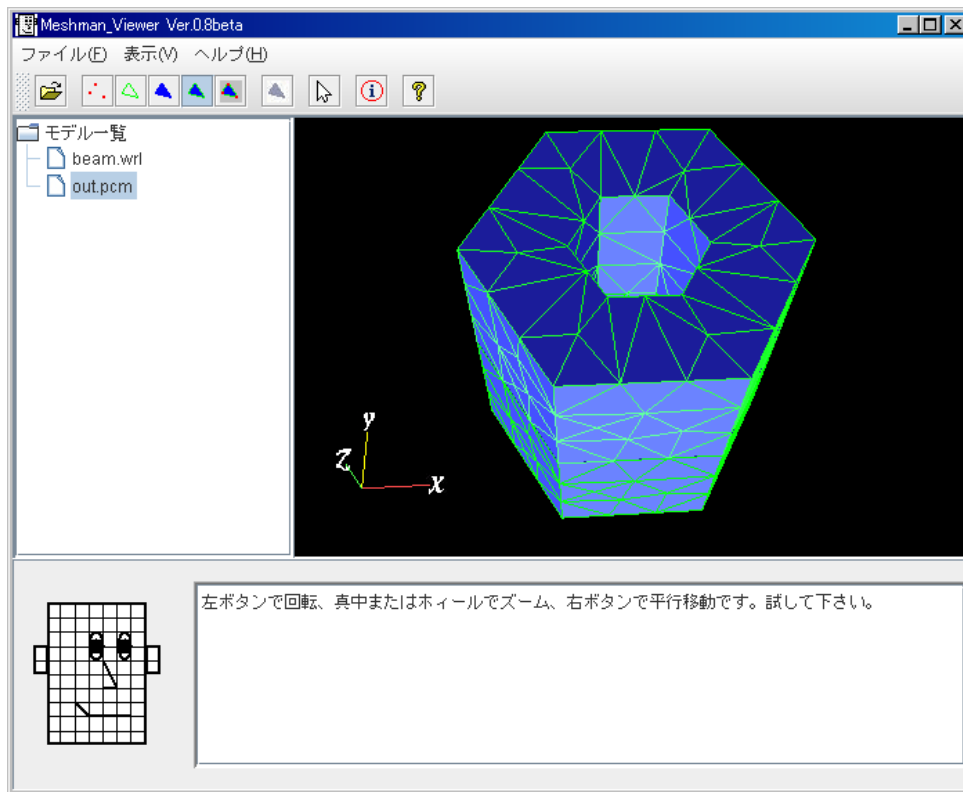 Meshman_Viewer Ver.0.8beta
ファイル(F) 表示(V) ヘルプ(H)
モデル一覧
beam.wrl
out.pcm
y
Z
X
左ボタンで回転、真中またはホィールでズーム、右ボタンで平行移動です。試して下さい。